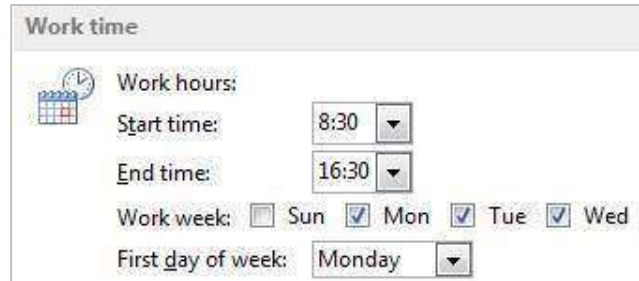 Work time
Work hours:
Start time: 8:30
End time: 16:30
Work week: Sun Mon Tue Wed
First day of week: Monday